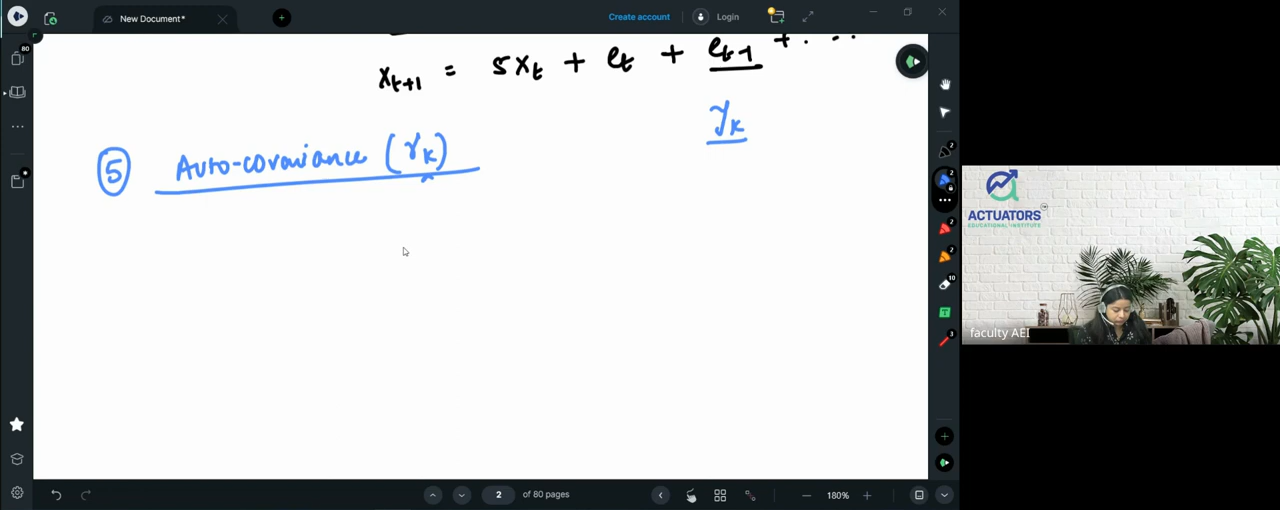 Create account
Login
New Document*
80
x_{t+1} = 5x_t + e_t + e_{t-1} + ...
γ_k
⑤ Auto-covariance (γ_k)
ACTUATORS
EDUCATIONAL INSTITUTE
faculty AEI
2 of 80 pages
180%